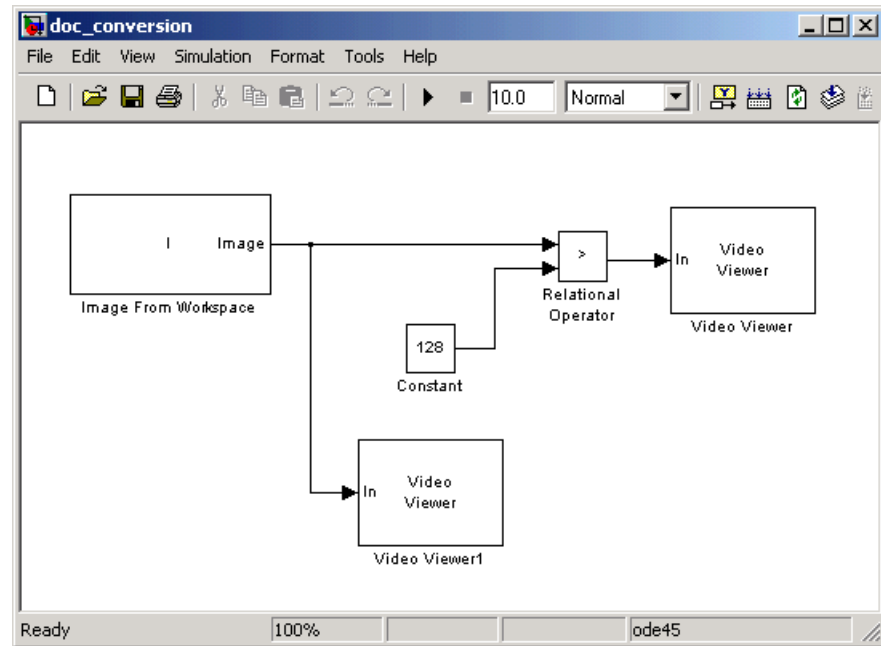 doc_conversion
File Edit View Simulation Format Tools Help
10.0 Normal
I Image
Image From Workspace
>
Relational
Operator
In Video
Viewer
Video Viewer
128
Constant
In Video
Viewer
Video Viewer1
Ready 100% ode45